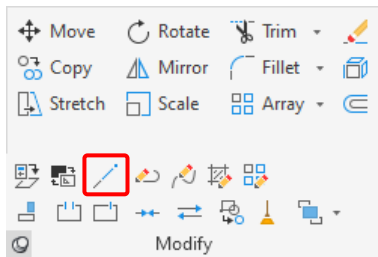 Move Rotate Trim
Copy Mirror Fillet
Stretch Scale Array
Modify